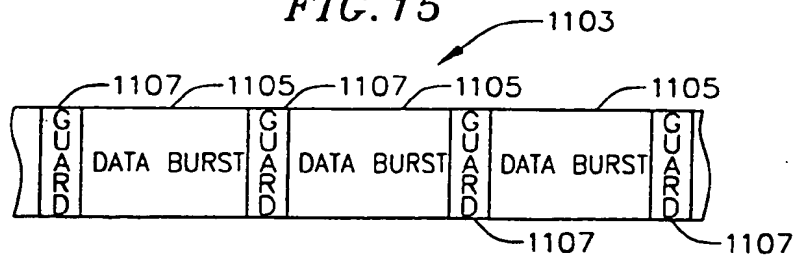 FIG. 15
1103
1107 1105 1107 1105 1105
GUARD DATA BURST GUARD DATA BURST GUARD DATA BURST GUARD
1107 1107